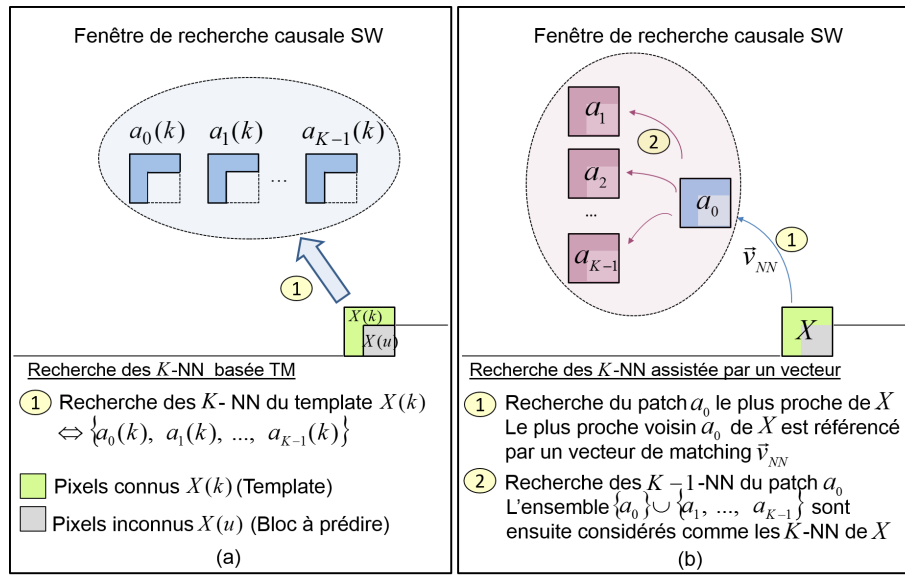 Fenêtre de recherche causale SW
a₀(k) a₁(k) a_{K-1}(k)
...
1
X(k)
X(u)
Recherche des K-NN basée TM
1 Recherche des K- NN du template X(k)
⇔ {a₀(k), a₁(k), ..., a_{K-1}(k)}
Pixels connus X(k) (Template)
Pixels inconnus X(u) (Bloc à prédire)
(a)
Fenêtre de recherche causale SW
a₁
2
a₂
a₀
...
a_{K-1}
1
v⃗_{NN}
X
Recherche des K-NN assistée par un vecteur
1 Recherche du patch a₀ le plus proche de X
Le plus proche voisin a₀ de X est référencé
par un vecteur de matching v⃗_{NN}
2 Recherche des K −1-NN du patch a₀
L'ensemble {a₀}∪{a₁, ..., a_{K-1}} sont
ensuite considérés comme les K-NN de X
(b)